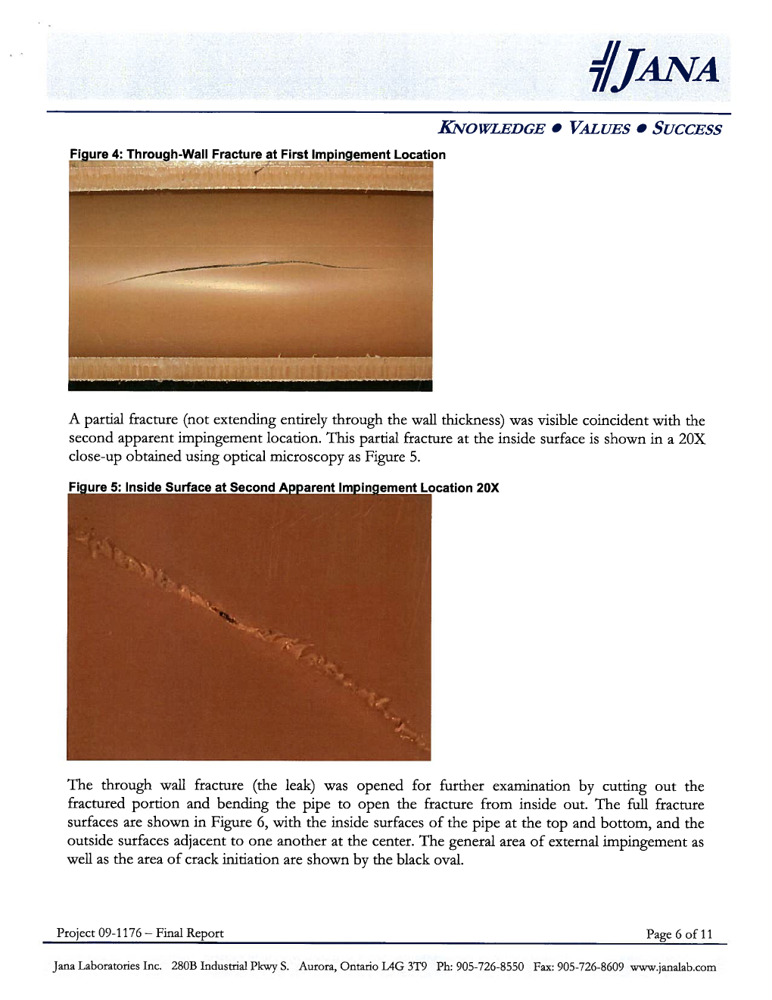 JANA
KNOWLEDGE ● VALUES ● SUCCESS
Figure 4: Through-Wall Fracture at First Impingement Location
A partial fracture (not extending entirely through the wall thickness) was visible coincident with the
second apparent impingement location. This partial fracture at the inside surface is shown in a 20X
close-up obtained using optical microscopy as Figure 5.
Figure 5: Inside Surface at Second Apparent Impingement Location 20X
The through wall fracture (the leak) was opened for further examination by cutting out the
fractured portion and bending the pipe to open the fracture from inside out. The full fracture
surfaces are shown in Figure 6, with the inside surfaces of the pipe at the top and bottom, and the
outside surfaces adjacent to one another at the center. The general area of external impingement as
well as the area of crack initiation are shown by the black oval.
Project 09-1176 – Final Report Page 6 of 11
Jana Laboratories Inc. 280B Industrial Pkwy S. Aurora, Ontario L4G 3T9 Ph: 905-726-8550 Fax: 905-726-8609 www.janalab.com